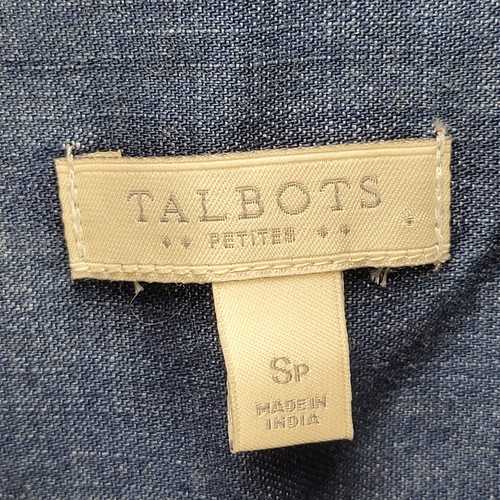 TALBOTS
PETITES
SP
MADE IN
INDIA